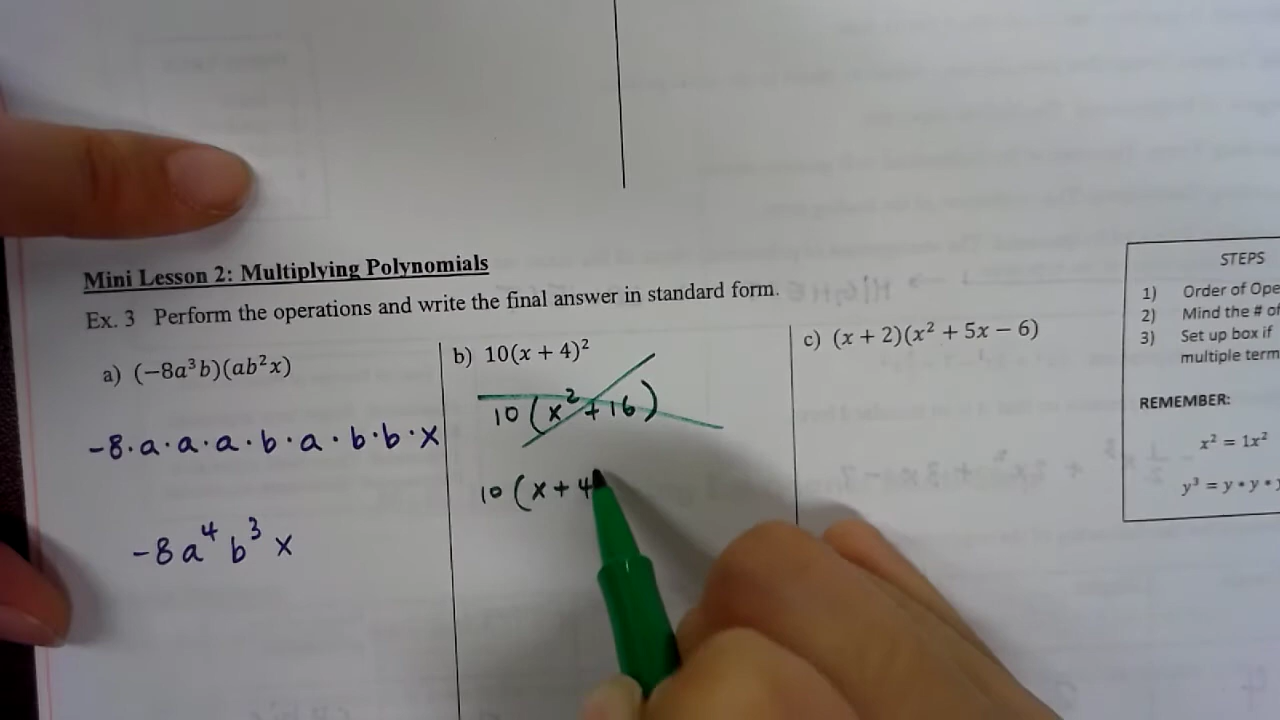 Mini Lesson 2: Multiplying Polynomials
Ex. 3 Perform the operations and write the final answer in standard form.
a) (−8a³b)(ab²x)
-8·a·a·a·b·a·b·b·x
-8a⁴b³x
b) 10(x + 4)²
10(x²+16)
10(x+4
c) (x + 2)(x² + 5x − 6)
STEPS
1) Order of Ope
2) Mind the # of
3) Set up box if
multiple term
REMEMBER:
x² = 1x²
y³ = y • y • y